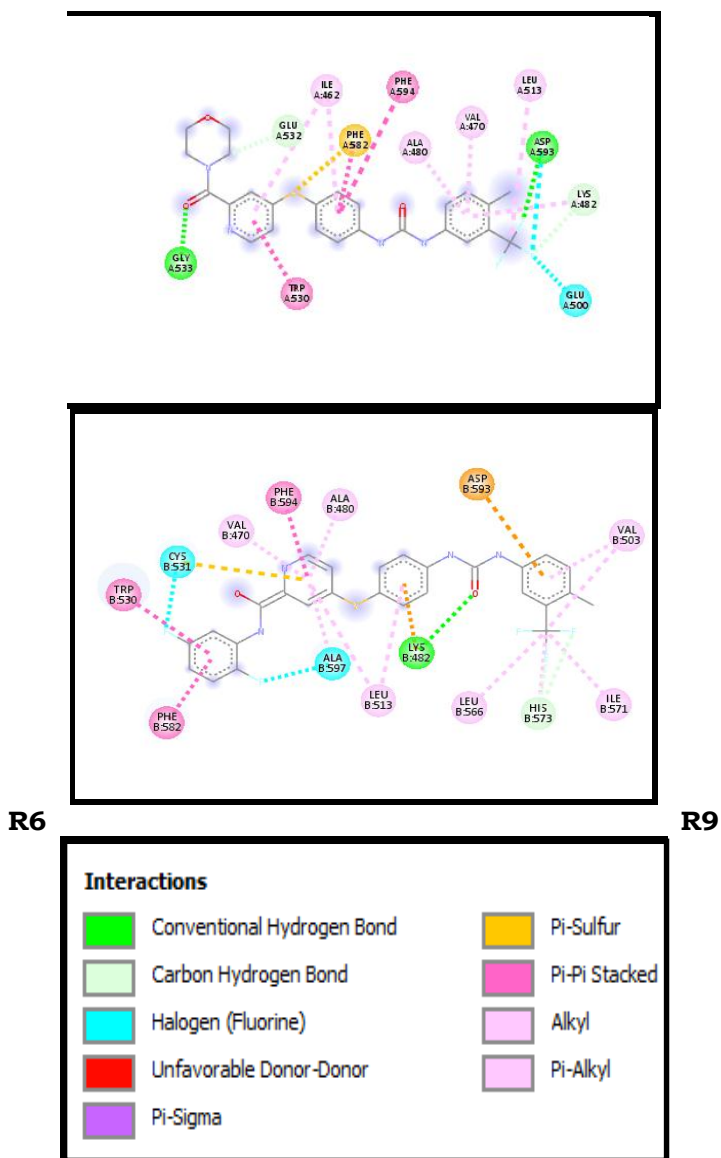 ILE
A:462
PHE
A:594
LEU
A:513
GLU
A:532
PHE
A:582
VAL
A:470
ALA
A:480
ASP
A:593
LYS
A:482
GLY
A:533
TRP
A:530
GLU
A:500
ASP
B:593
PHE
B:594
ALA
B:480
VAL
B:470
VAL
B:503
CYS
B:531
TRP
B:530
ALA
B:597
LYS
B:482
LEU
B:513
LEU
B:566
HIS
B:573
ILE
B:571
PHE
B:582
R6 R9
Interactions
Conventional Hydrogen Bond Pi-Sulfur
Carbon Hydrogen Bond Pi-Pi Stacked
Halogen (Fluorine) Alkyl
Unfavorable Donor-Donor Pi-Alkyl
Pi-Sigma